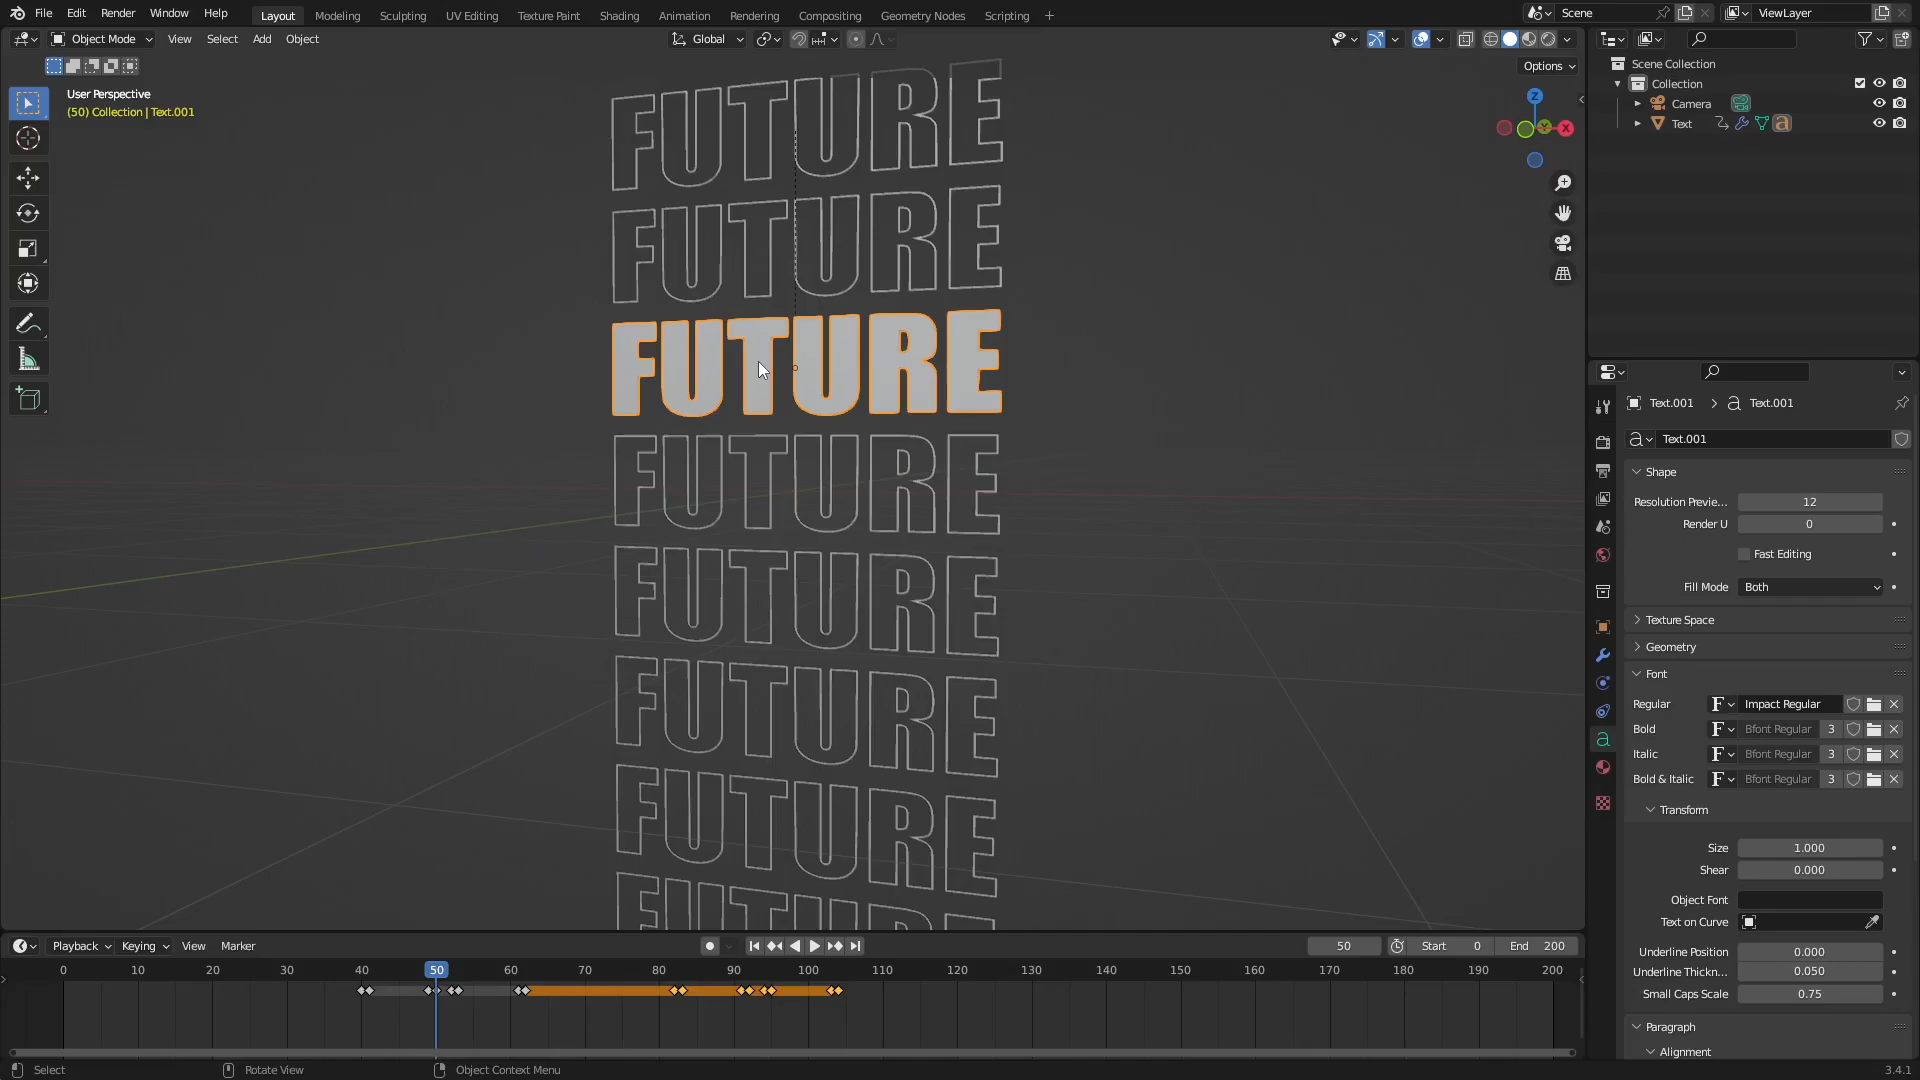 File Edit Render Window Help Layout Modeling Sculpting UV Editing Texture Paint Shading Animation Rendering Compositing Geometry Nodes Scripting + Scene ViewLayer
Object Mode View Select Add Object Global
Options
User Perspective
(50) Collection | Text.001
Z
X
Scene Collection
Collection
Camera
Text
FUTURE
FUTURE
FUTURE
FUTURE
FUTURE
FUTURE
FUTURE
FUTURE
Text.001 > Text.001
Text.001
Shape
Resolution Previe... 12
Render U 0
Fast Editing
Fill Mode Both
Texture Space
Geometry
Font
Regular F Impact Regular
Bold F Bfont Regular 3
Italic F Bfont Regular 3
Bold & Italic F Bfont Regular 3
Transform
Size 1.000
Shear 0.000
Object Font
Text on Curve
Underline Position 0.000
Underline Thickn... 0.050
Small Caps Scale 0.75
Paragraph
Alignment
Playback Keying View Marker 50 Start 0 End 200
0 10 20 30 40 50 60 70 80 90 100 110 120 130 140 150 160 170 180 190 200
Select Rotate View Object Context Menu 3.4.1